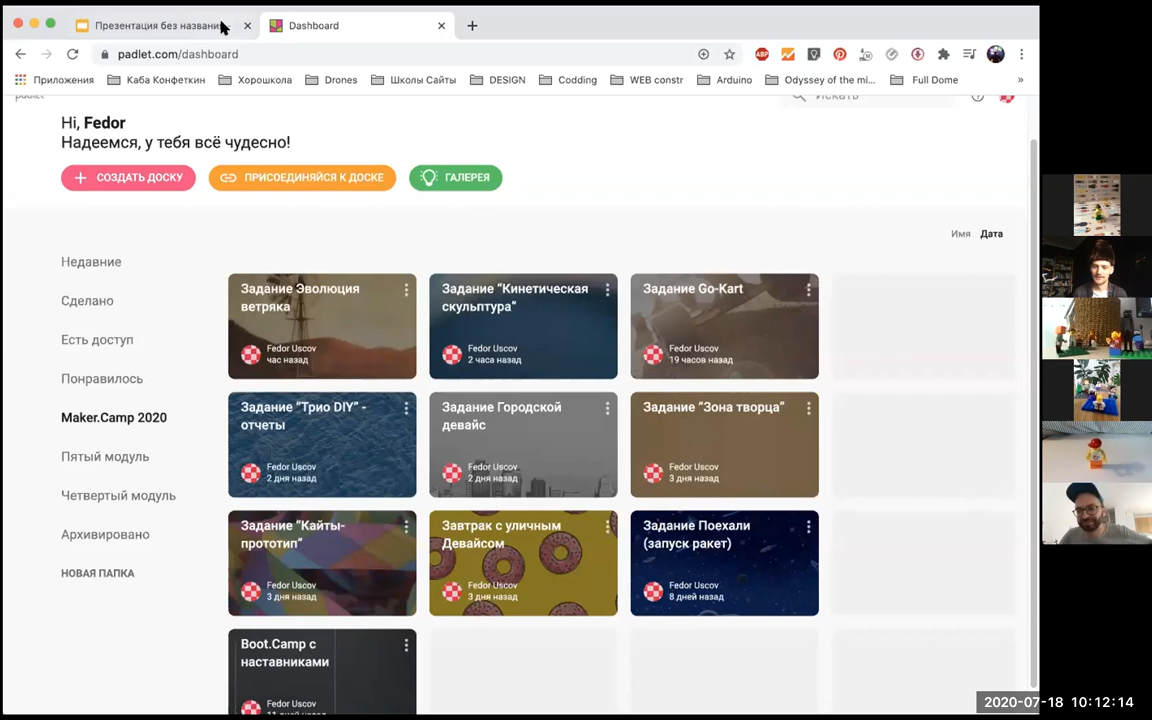 Презентация без названи
Dashboard
padlet.com/dashboard
ABP
Приложения
Каба Конфеткин
Хорошкола
Drones
Школы Сайты
DESIGN
Codding
WEB constr
Arduino
Odyssey of the mi...
Full Dome
»
padlet
Искать
Hi, Fedor
Надеемся, у тебя всё чудесно!
+ СОЗДАТЬ ДОСКУ
ПРИСОЕДИНЯЙСЯ К ДОСКЕ
ГАЛЕРЕЯ
Имя Дата
Недавние
Сделано
Есть доступ
Понравилось
Maker.Camp 2020
Пятый модуль
Четвертый модуль
Архивировано
НОВАЯ ПАПКА
Задание Эволюция
ветряка
Fedor Uscov
час назад
Задание “Кинетическая
скульптура”
Fedor Uscov
2 часа назад
Задание Go-Kart
Fedor Uscov
19 часов назад
Задание “Трио DIY” -
отчеты
Fedor Uscov
2 дня назад
Задание Городской
девайс
Fedor Uscov
2 дня назад
Задание “Зона творца”
Fedor Uscov
3 дня назад
Задание “Кайты-
прототип”
Fedor Uscov
3 дня назад
Завтрак с уличным
Девайсом
Fedor Uscov
3 дня назад
Задание Поехали
(запуск ракет)
Fedor Uscov
8 дней назад
Boot.Camp с
наставниками
Fedor Uscov
11 дней назад
2020-07-18 10:12:14